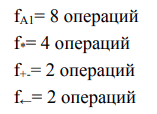 fA1= 8 операций
f*= 4 операций
f+-= 2 операций
f←= 2 операций